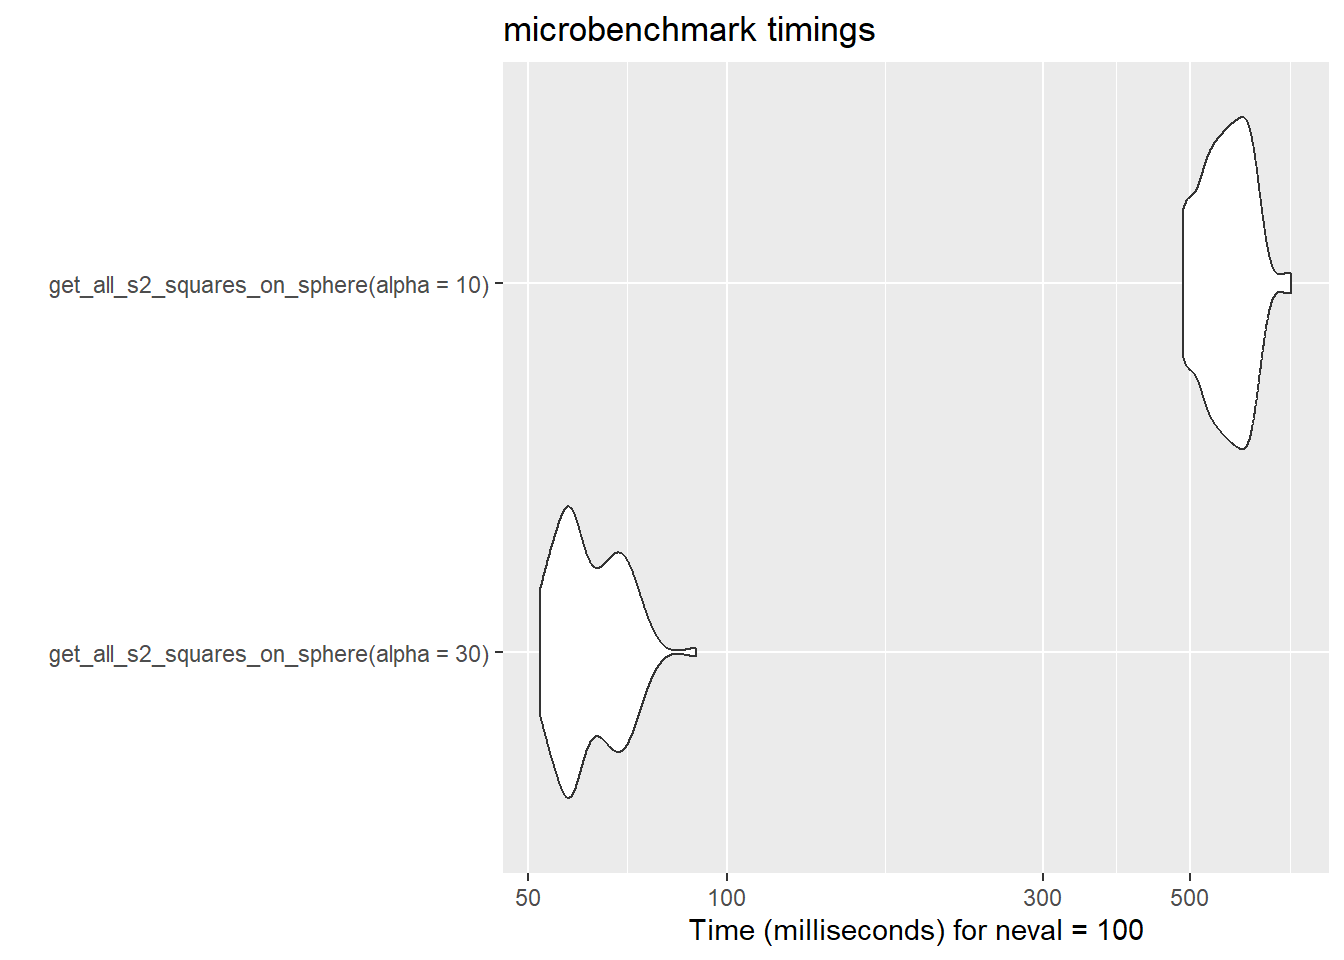 microbenchmark timings
get_all_s2_squares_on_sphere(alpha = 10)
get_all_s2_squares_on_sphere(alpha = 30)
50 100 300 500
Time (milliseconds) for neval = 100